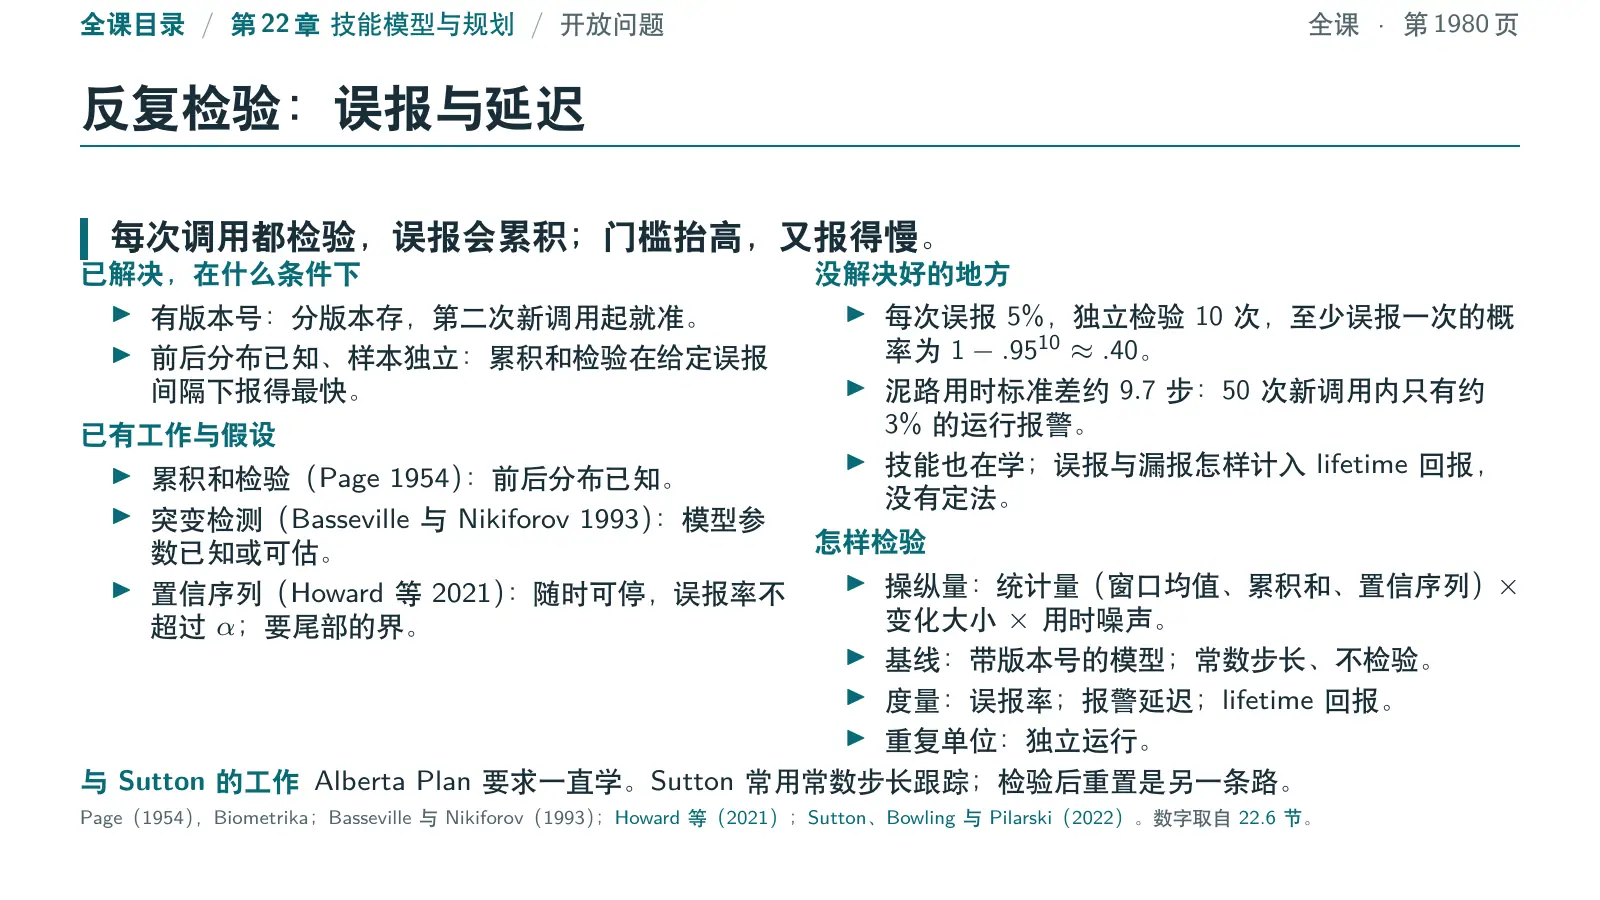 全课目录 / 第 22 章 技能模型与规划 / 开放问题
全课 · 第 1980 页
反复检验：误报与延迟
每次调用都检验，误报会累积；门槛抬高，又报得慢。
已解决，在什么条件下
▶ 有版本号：分版本存，第二次新调用起就准。
▶ 前后分布已知、样本独立：累积和检验在给定误报
间隔下报得最快。
已有工作与假设
▶ 累积和检验（Page 1954）：前后分布已知。
▶ 突变检测（Basseville 与 Nikiforov 1993）：模型参
数已知或可估。
▶ 置信序列（Howard 等 2021）：随时可停，误报率不
超过 α；要尾部的界。
没解决好的地方
▶ 每次误报 5%，独立检验 10 次，至少误报一次的概
率为 1 − .95^10 ≈ .40。
▶ 泥路用时标准差约 9.7 步：50 次新调用内只有约
3% 的运行报警。
▶ 技能也在学；误报与漏报怎样计入 lifetime 回报，
没有定法。
怎样检验
▶ 操纵量：统计量（窗口均值、累积和、置信序列）×
变化大小 × 用时噪声。
▶ 基线：带版本号的模型；常数步长、不检验。
▶ 度量：误报率；报警延迟；lifetime 回报。
▶ 重复单位：独立运行。
与 Sutton 的工作 Alberta Plan 要求一直学。Sutton 常用常数步长跟踪；检验后重置是另一条路。
Page（1954），Biometrika；Basseville 与 Nikiforov（1993）；Howard 等（2021）；Sutton、Bowling 与 Pilarski（2022）。数字取自 22.6 节。